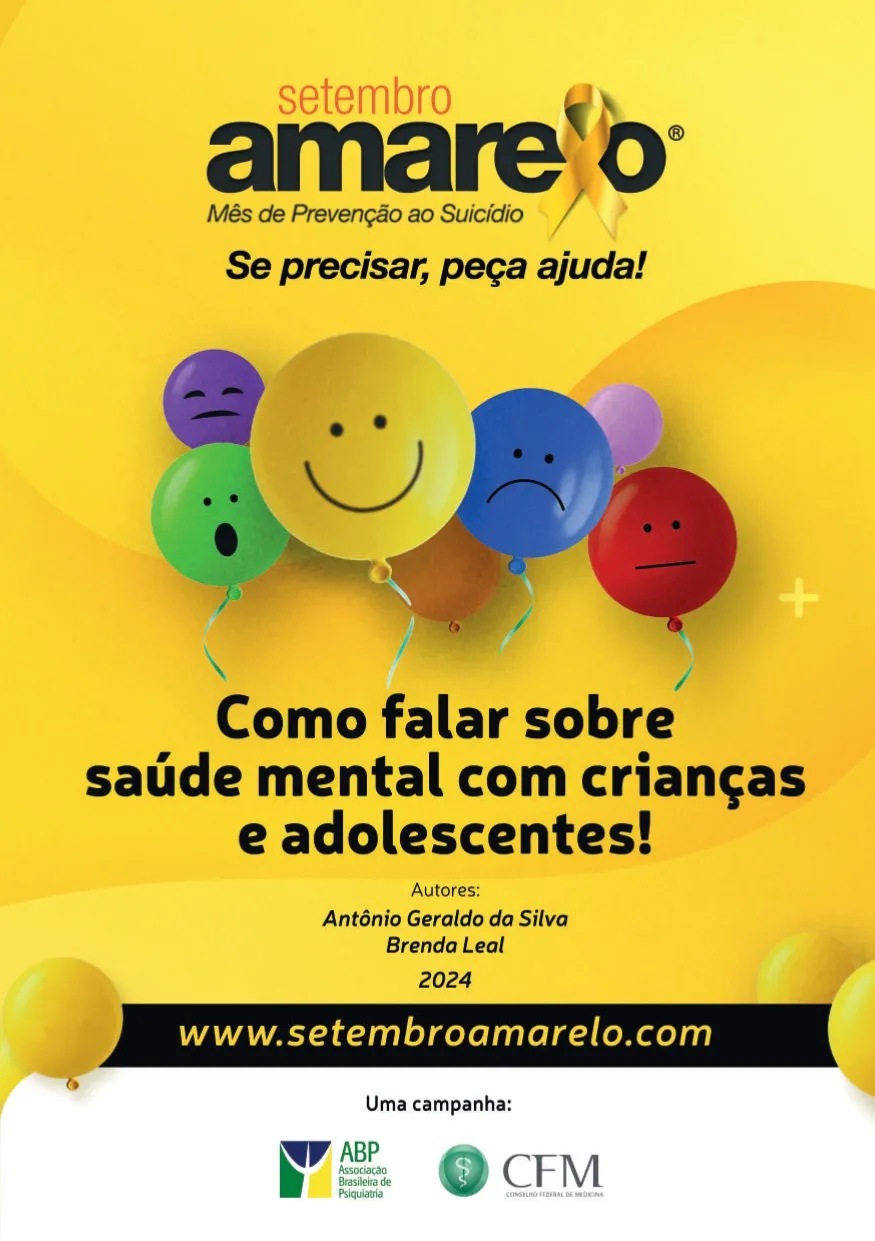 setembro
amarelo®
Mês de Prevenção ao Suicídio
Se precisar, peça ajuda!
Como falar sobre
saúde mental com crianças
e adolescentes!
Autores:
Antônio Geraldo da Silva
Brenda Leal
2024
www.setembroamarelo.com
Uma campanha:
ABP
Associação
Brasileira de
Psiquiatria
CFM
CONSELHO FEDERAL DE MEDICINA